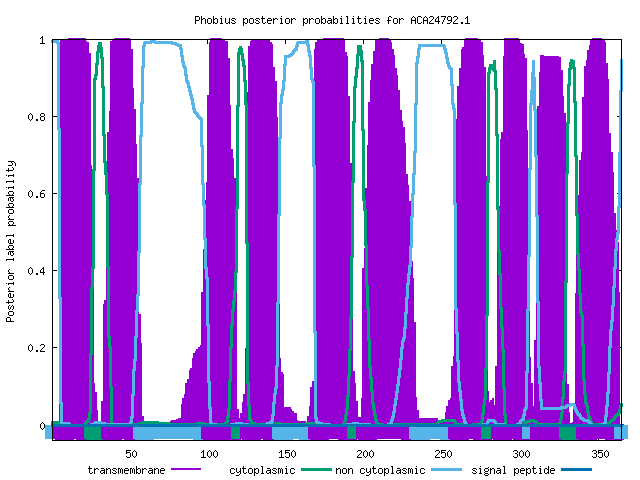 Phobius posterior probabilities for ACA24792.1
1
0.8
0.6
0.4
0.2
0
Posterior label probability
50 100 150 200 250 300 350
transmembrane cytoplasmic non cytoplasmic signal peptide